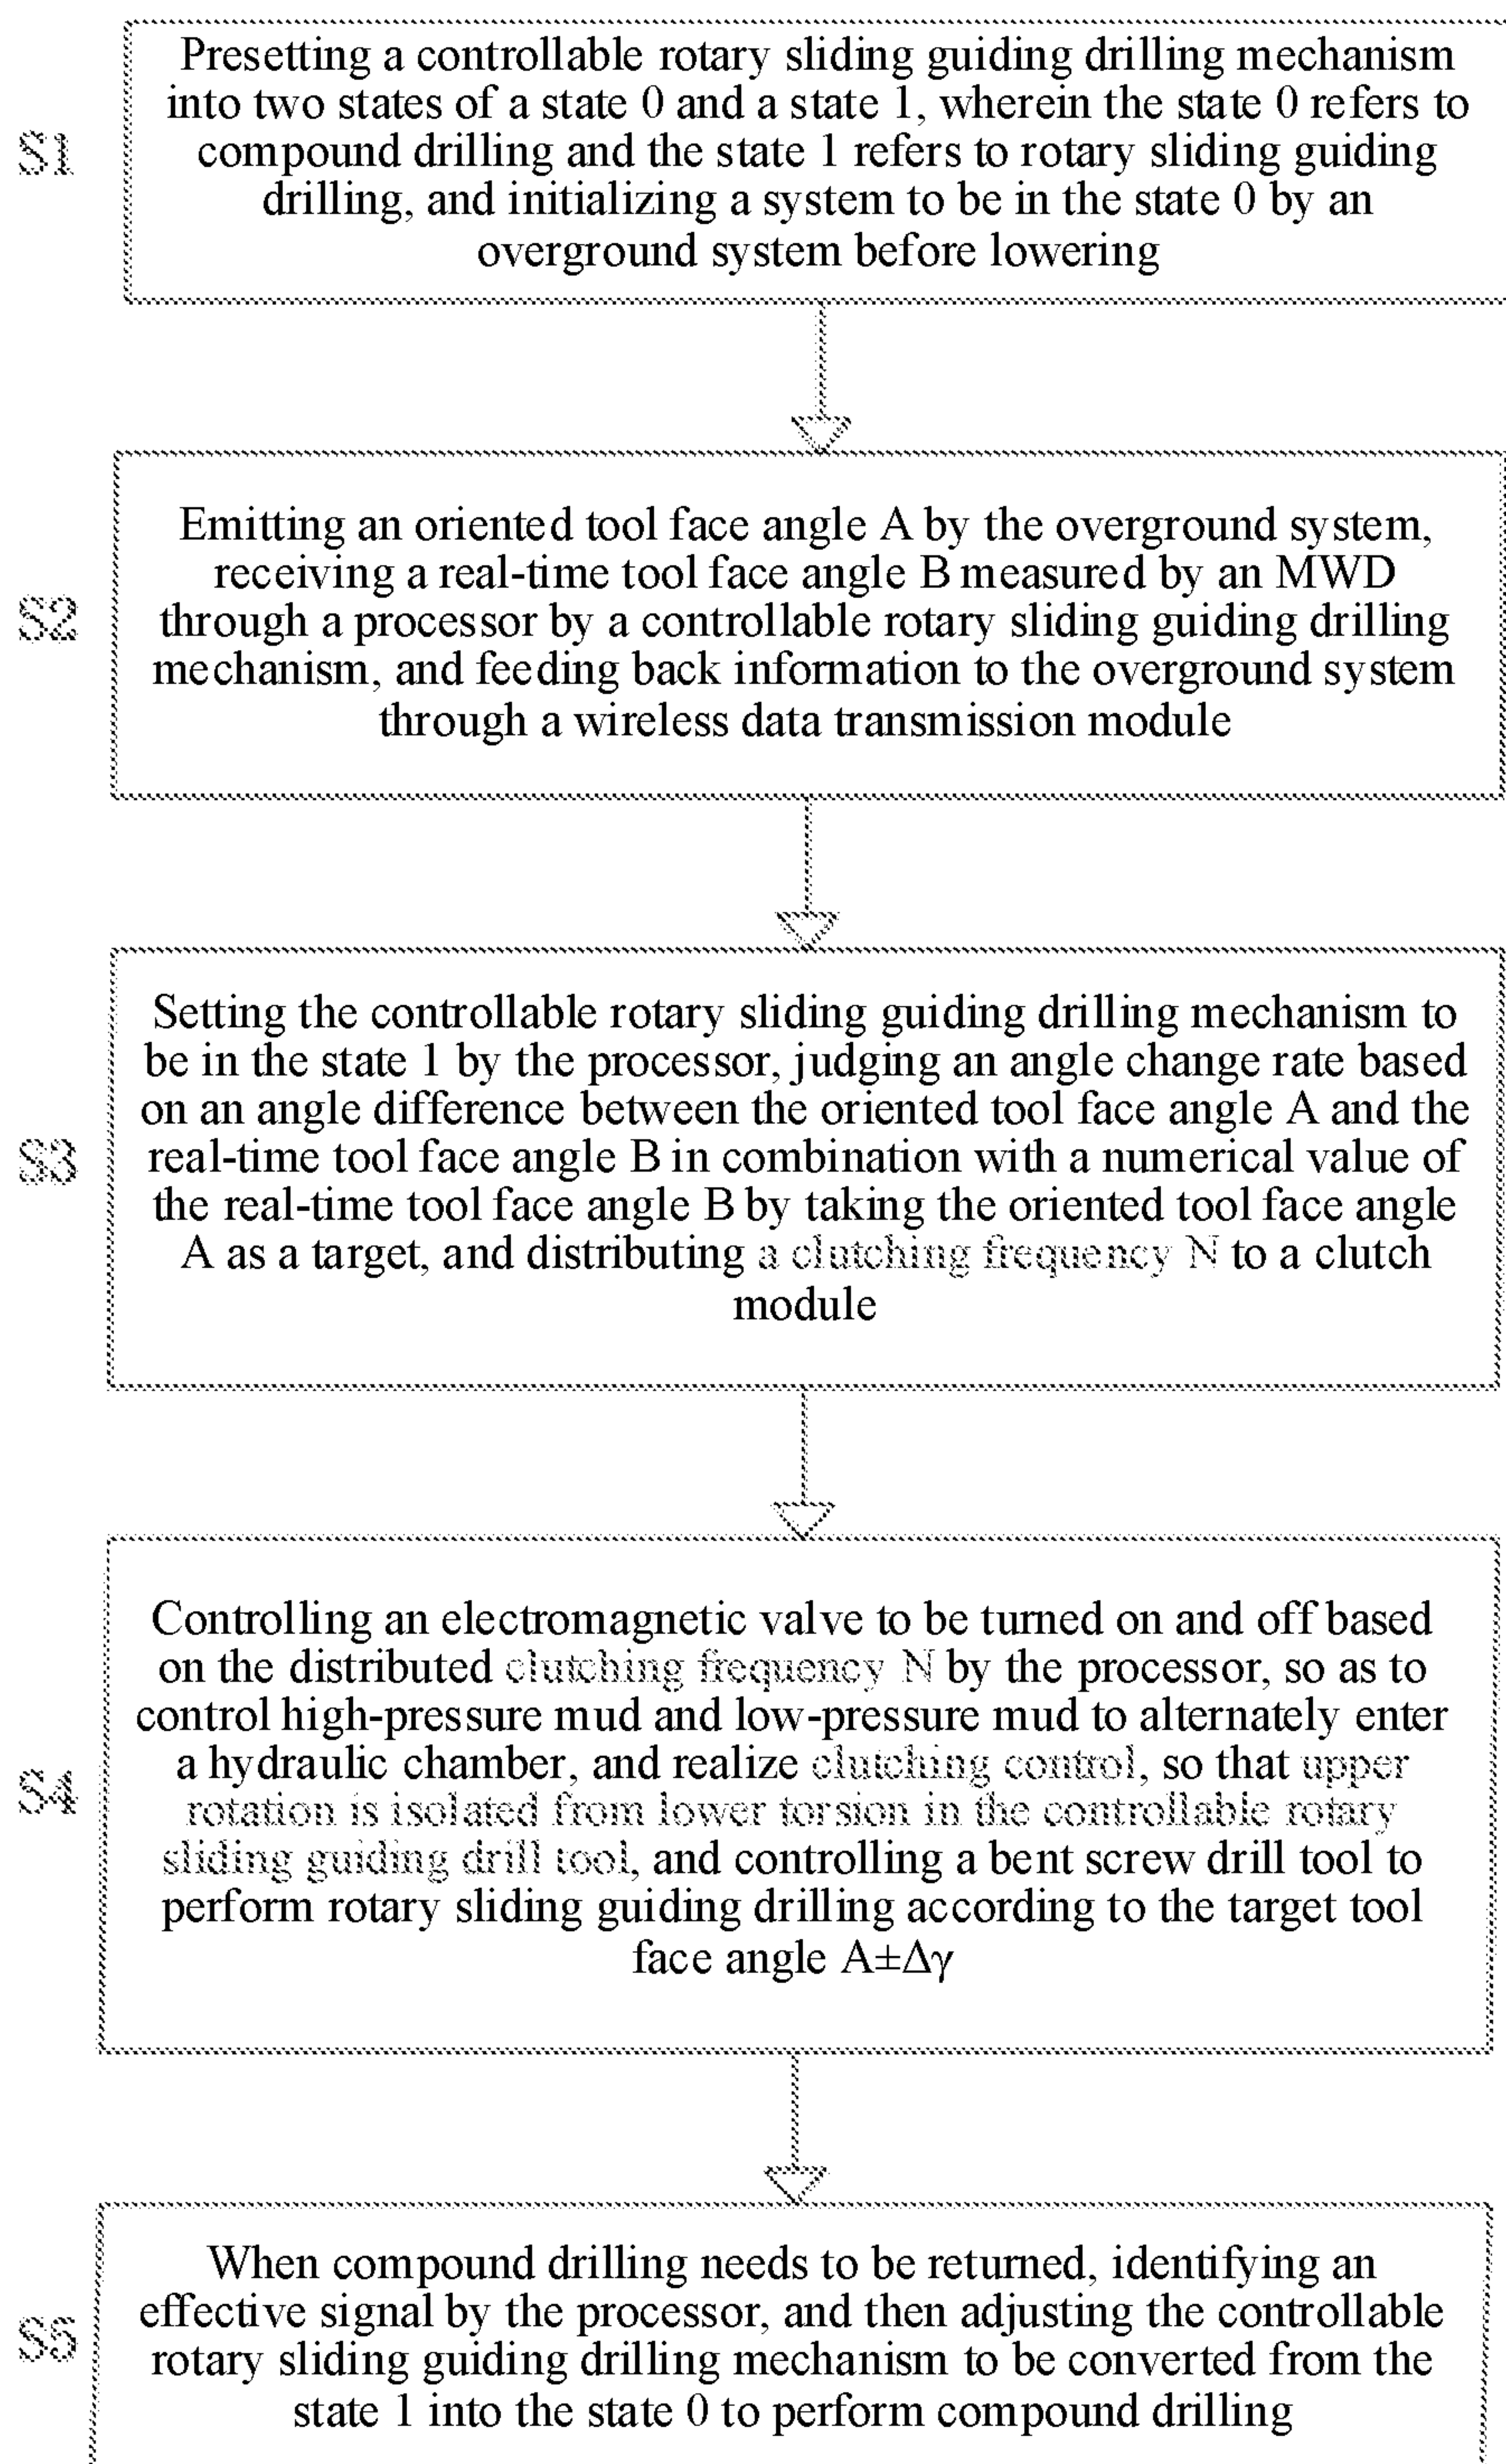 S1
Presetting a controllable rotary sliding guiding drilling mechanism
into two states of a state 0 and a state 1, wherein the state 0 refers to
compound drilling and the state 1 refers to rotary sliding guiding
drilling, and initializing a system to be in the state 0 by an
overground system before lowering
S2
Emitting an oriented tool face angle A by the overground system,
receiving a real-time tool face angle B measured by an MWD
through a processor by a controllable rotary sliding guiding drilling
mechanism, and feeding back information to the overground system
through a wireless data transmission module
S3
Setting the controllable rotary sliding guiding drilling mechanism to
be in the state 1 by the processor, judging an angle change rate based
on an angle difference between the oriented tool face angle A and the
real-time tool face angle B in combination with a numerical value of
the real-time tool face angle B by taking the oriented tool face angle
A as a target, and distributing a clutching frequency N to a clutch
module
S4
Controlling an electromagnetic valve to be turned on and off based
on the distributed clutching frequency N by the processor, so as to
control high-pressure mud and low-pressure mud to alternately enter
a hydraulic chamber, and realize clutching control, so that upper
rotation is isolated from lower torsion in the controllable rotary
sliding guiding drill tool, and controlling a bent screw drill tool to
perform rotary sliding guiding drilling according to the target tool
face angle A±Δγ
S5
When compound drilling needs to be returned, identifying an
effective signal by the processor, and then adjusting the controllable
rotary sliding guiding drilling mechanism to be converted from the
state 1 into the state 0 to perform compound drilling